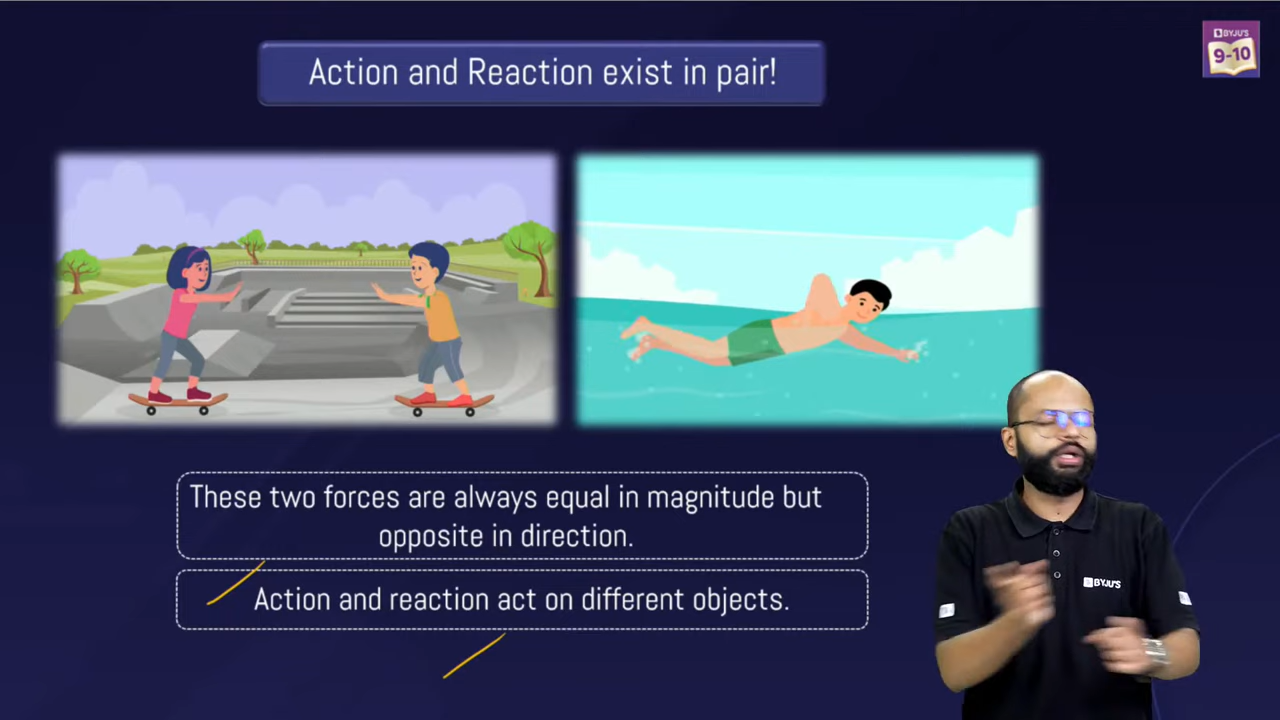 BYJU'S
9-10
Action and Reaction exist in pair!
These two forces are always equal in magnitude but
opposite in direction.
Action and reaction act on different objects.
BYJU'S